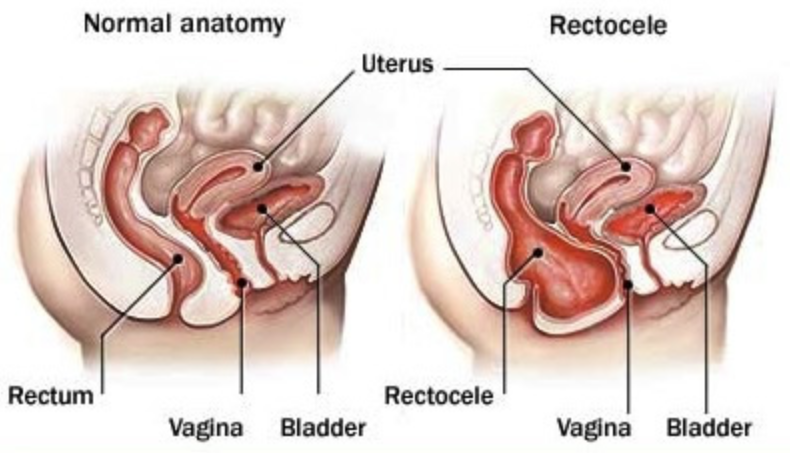 Normal anatomy
Rectocele
Uterus
Rectum
Vagina
Bladder
Rectocele
Vagina
Bladder